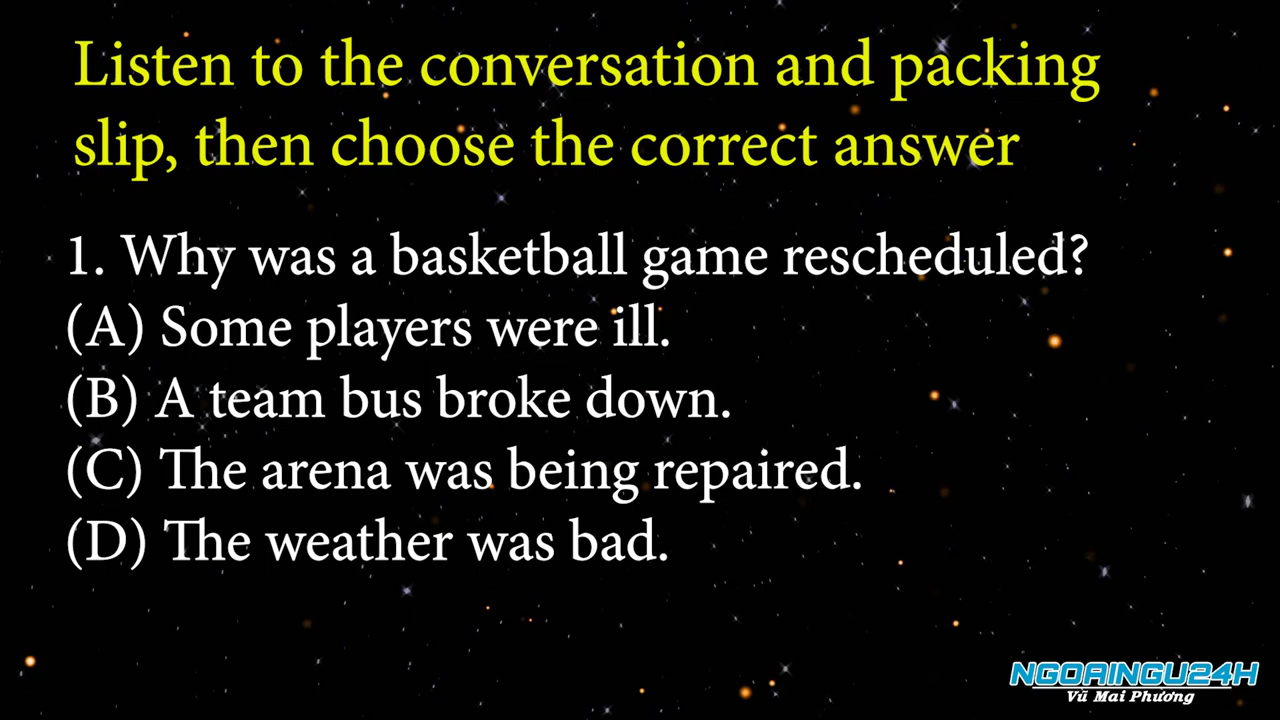 Listen to the conversation and packing
slip, then choose the correct answer
1. Why was a basketball game rescheduled?
(A) Some players were ill.
(B) A team bus broke down.
(C) The arena was being repaired.
(D) The weather was bad.
NGOAINGU24H
Vũ Mai Phương